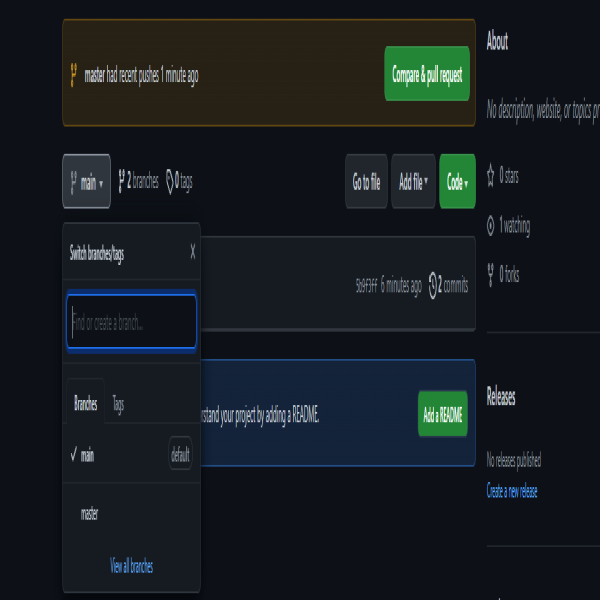 About
master had recent pushes 1 minute ago
Compare & pull request
No description, website, or topics pr
main
2 branches
0 tags
Go to file
Add file
Code
0 stars
1 watching
0 forks
Switch branches/tags
X
Find or create a branch...
Branches
Tags
main
default
master
View all branches
5b9f3ff 6 minutes ago
2 commits
rstand your project by adding a README.
Add a README
Releases
No releases published
Create a new release